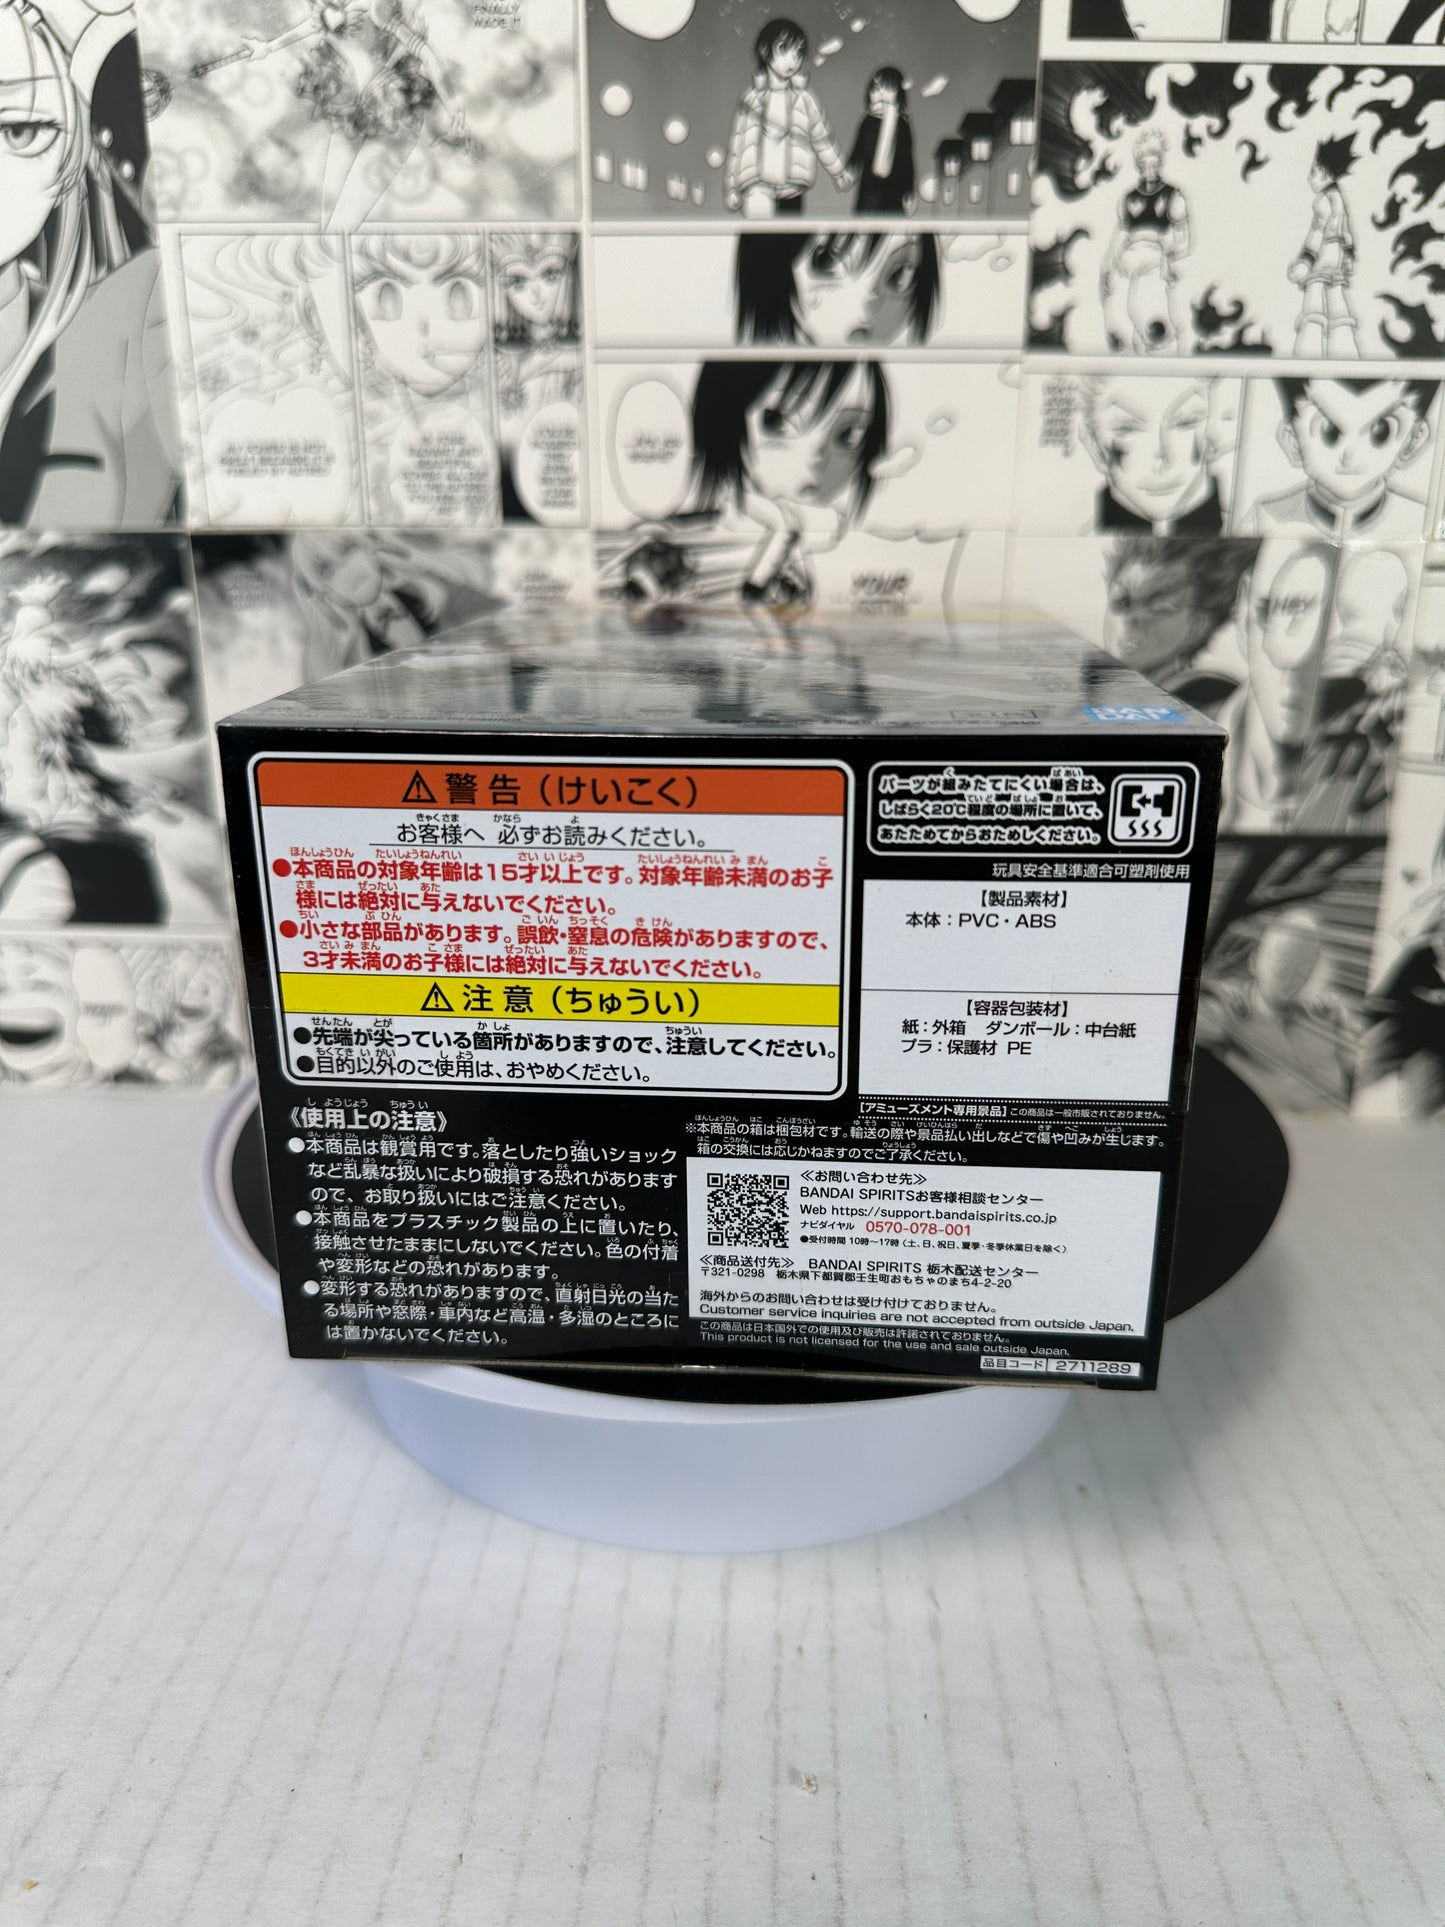 FINALLY
MADE IT
MY POWER IS NOT
GREAT BECAUSE IT IS
YOUR
THEY
BANDAI
⚠警告（けいこく）
お客様へ 必ずお読みください。
●本商品の対象年齢は15才以上です。対象年齢未満のお子
様には絶対に与えないでください。
●小さな部品があります。誤飲・窒息の危険がありますので、
3才未満のお子様には絶対に与えないでください。
⚠注意（ちゅうい）
●先端が尖っている箇所がありますので、注意してください。
●目的以外のご使用は、おやめください。
《使用上の注意》
●本商品は観賞用です。落としたり強いショック
など乱暴な扱いにより破損する恐れがあります
ので、お取り扱いにはご注意ください。
●本商品をプラスチック製品の上に置いたり、
接触させたままにしないでください。色の付着
や変形などの恐れがあります。
●変形する恐れがありますので、直射日光の当た
る場所や窓際・車内など高温・多湿のところに
は置かないでください。
パーツが組みたてにくい場合は、
しばらく20℃程度の場所に置いて、
あたためてからおためしください。
玩具安全基準適合可塑剤使用
【製品素材】
本体：PVC・ABS
【容器包装材】
紙：外箱 ダンボール：中台紙
プラ：保護材 PE
【アミューズメント専用景品】この商品は一般市販されておりません。
※本商品の箱は梱包材です。輸送の際や景品払い出しなどで傷や凹みが生じます。
箱の交換には応じかねますのでご了承ください。
≪お問い合わせ先≫
BANDAI SPIRITSお客様相談センター
Web https://support.bandaispirits.co.jp
ナビダイヤル 0570-078-001
●受付時間 10時～17時（土、日、祝日、夏季・冬季休業日を除く）
≪商品送付先≫ BANDAI SPIRITS 栃木配送センター
〒321-0298 栃木県下都賀郡壬生町おもちゃのまち4-2-20
海外からのお問い合わせは受け付けておりません。
Customer service inquiries are not accepted from outside Japan.
この商品は日本国外での使用及び販売は許諾されておりません。
This product is not licensed for the use and sale outside Japan.
品目コード 2711289